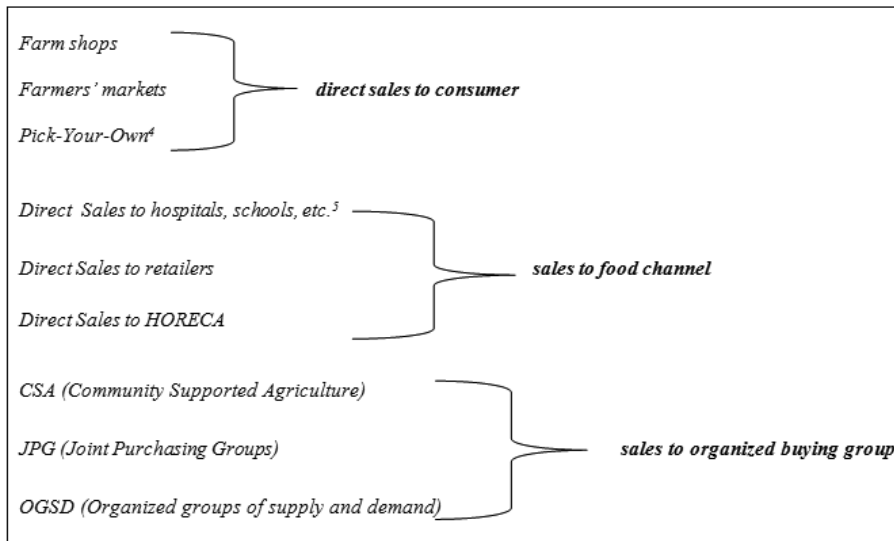 Farm shops
Farmers’ markets
direct sales to consumer
Pick-Your-Own⁴
Direct  Sales to hospitals, schools, etc.⁵
Direct Sales to retailers
sales to food channel
Direct Sales to HORECA
CSA (Community Supported Agriculture)
JPG (Joint Purchasing Groups)
sales to organized buying group
OGSD (Organized groups of supply and demand)